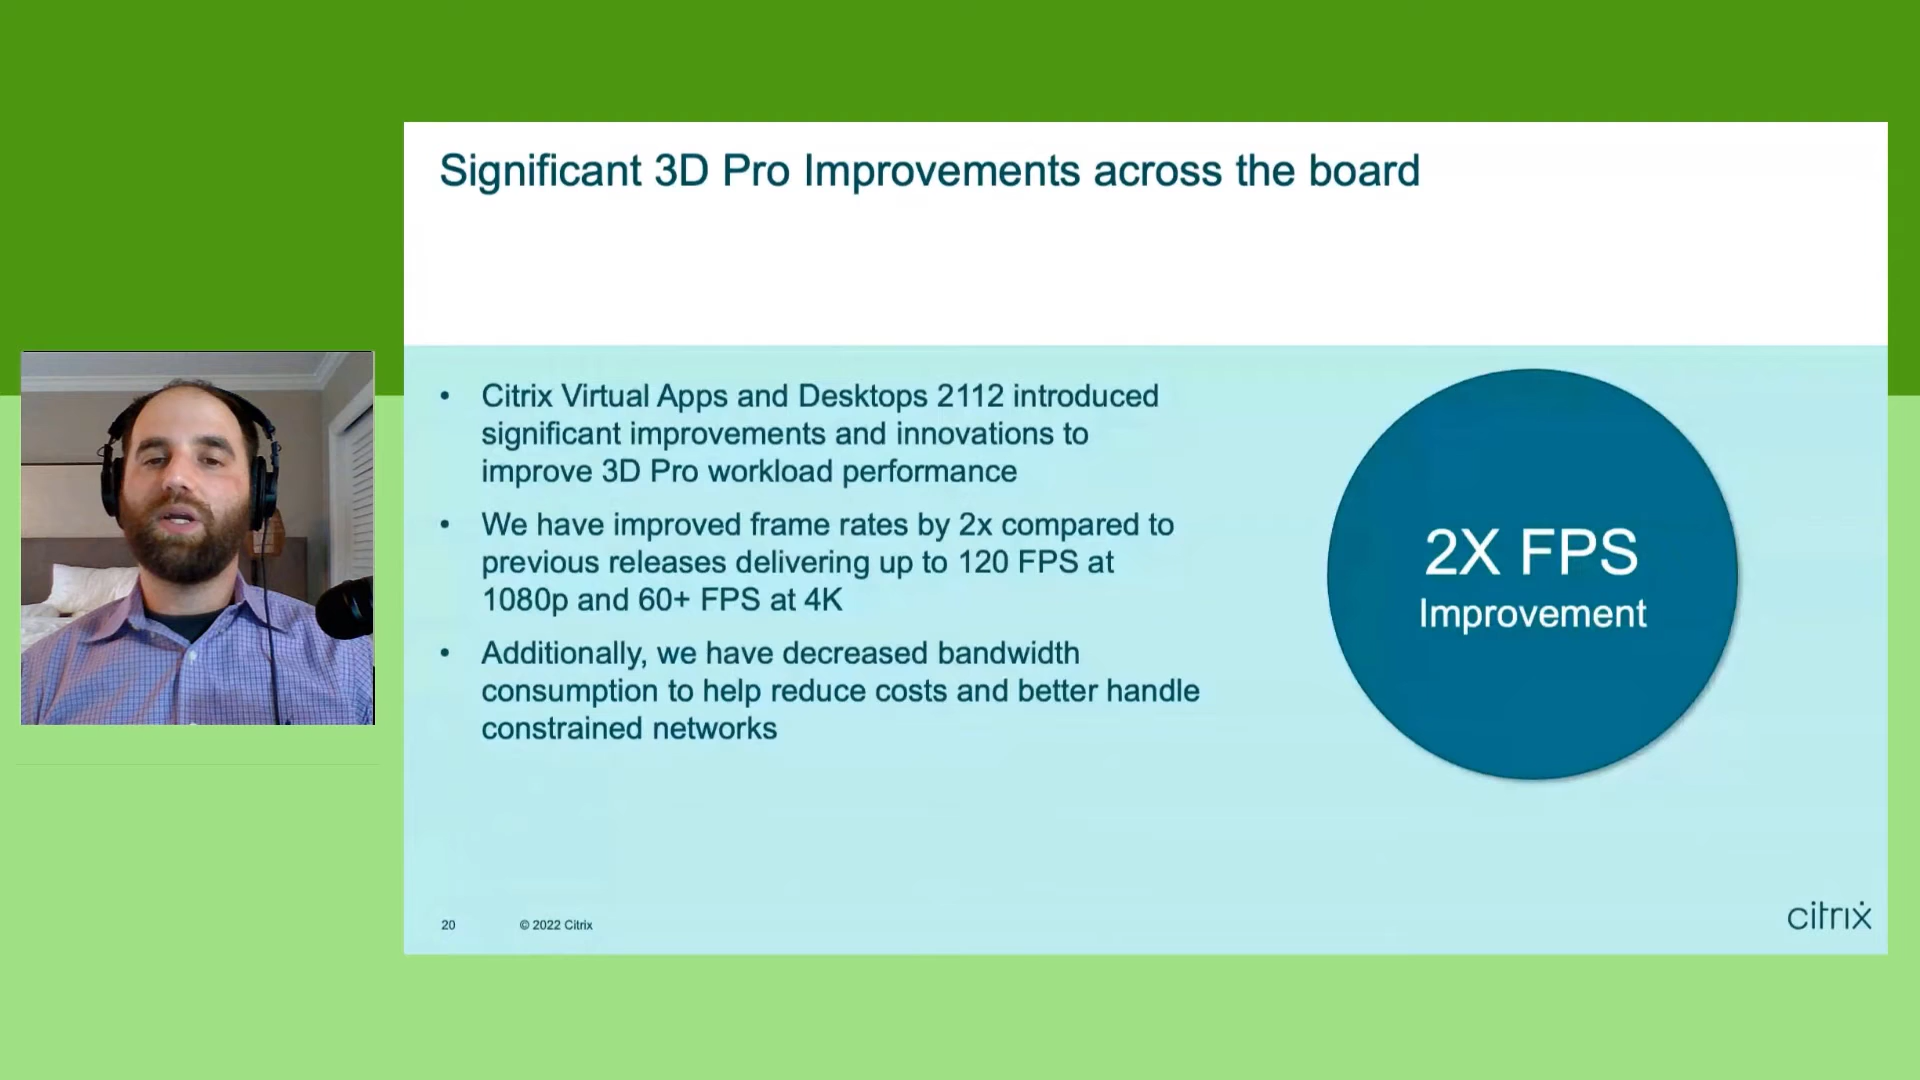 Significant 3D Pro Improvements across the board
• Citrix Virtual Apps and Desktops 2112 introduced
significant improvements and innovations to
improve 3D Pro workload performance
• We have improved frame rates by 2x compared to
previous releases delivering up to 120 FPS at
1080p and 60+ FPS at 4K
• Additionally, we have decreased bandwidth
consumption to help reduce costs and better handle
constrained networks
2X FPS
Improvement
20
© 2022 Citrix
citrix